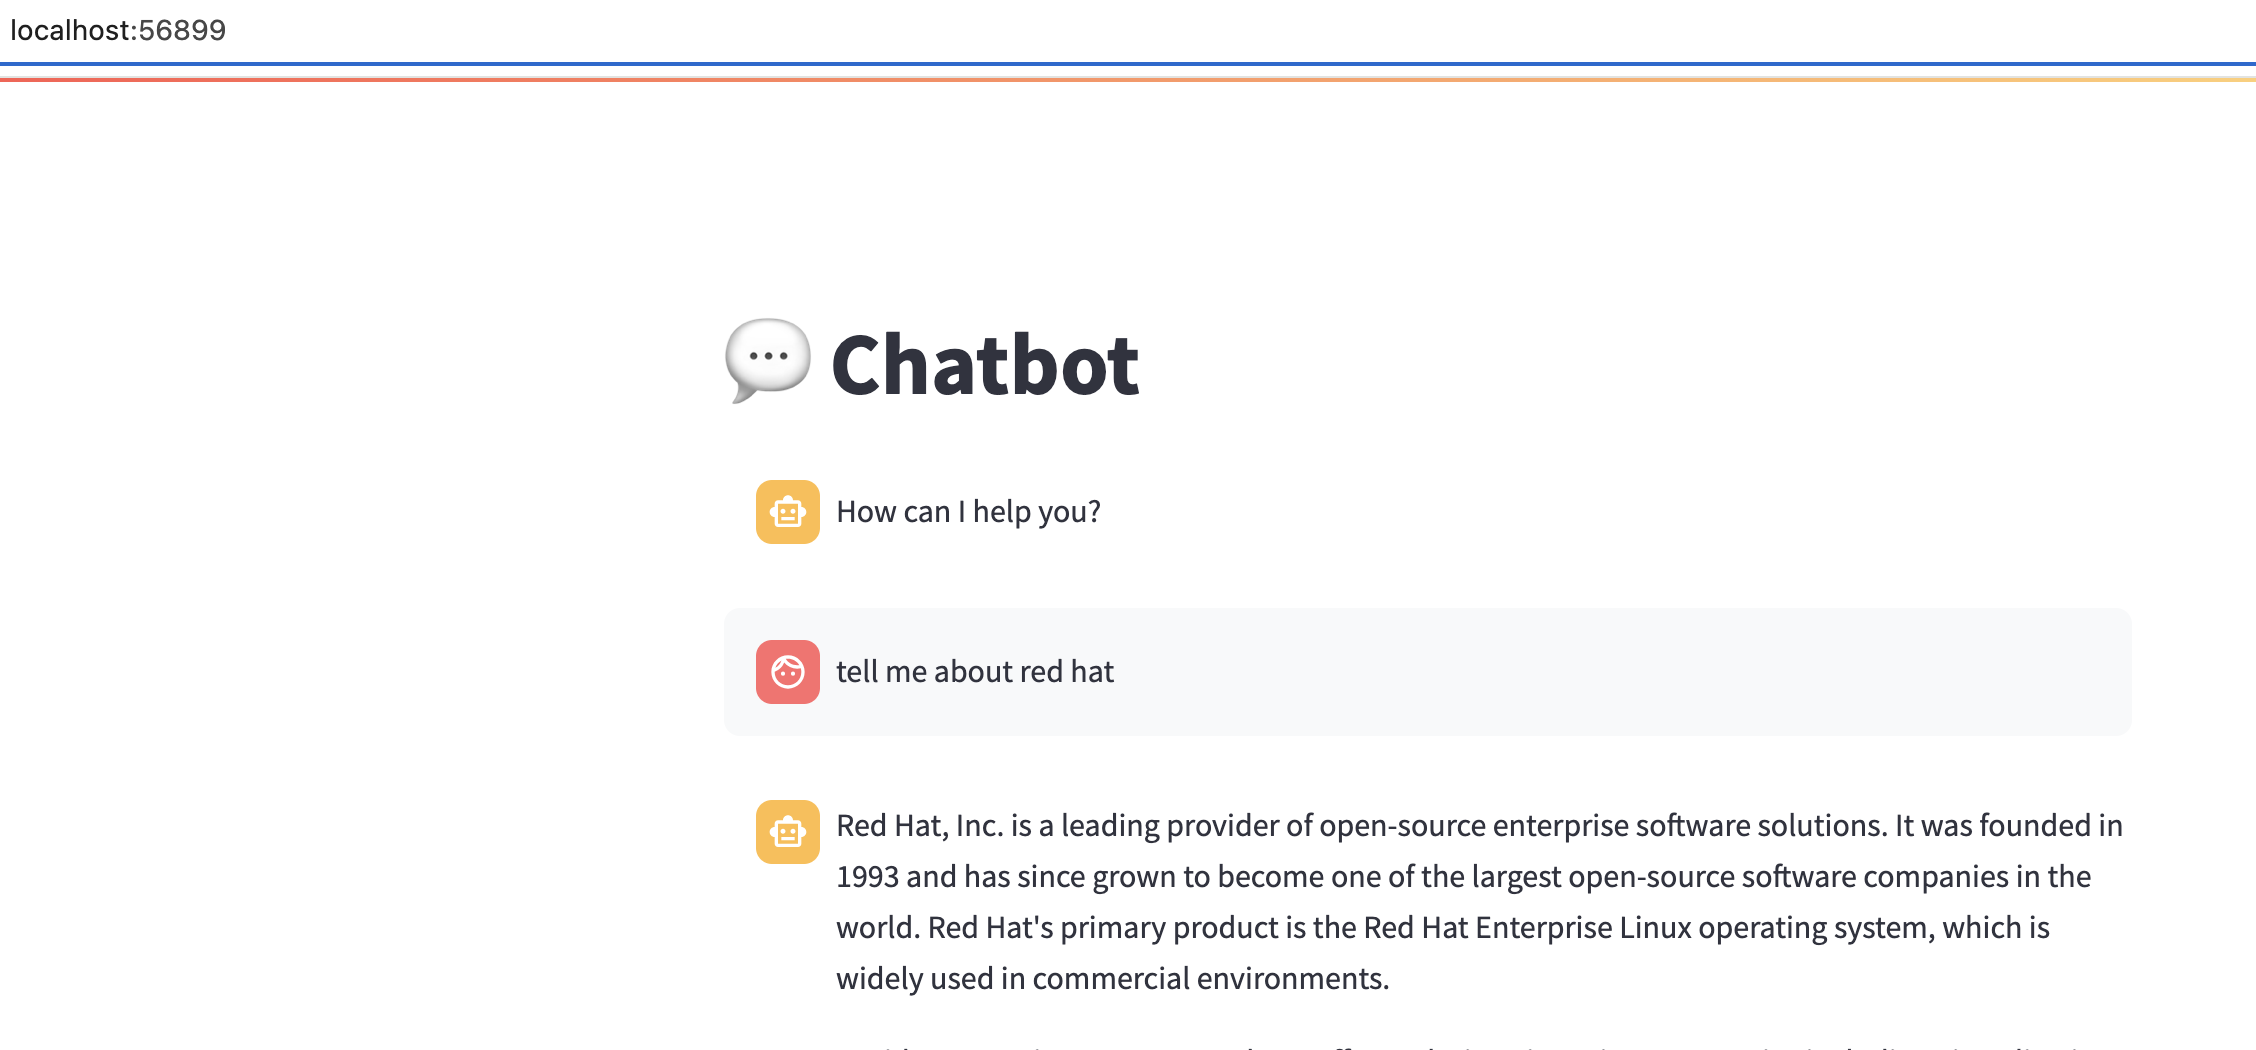 localhost:56899
Chatbot
How can I help you?
tell me about red hat
Red Hat, Inc. is a leading provider of open-source enterprise software solutions. It was founded in
1993 and has since grown to become one of the largest open-source software companies in the
world. Red Hat's primary product is the Red Hat Enterprise Linux operating system, which is
widely used in commercial environments.